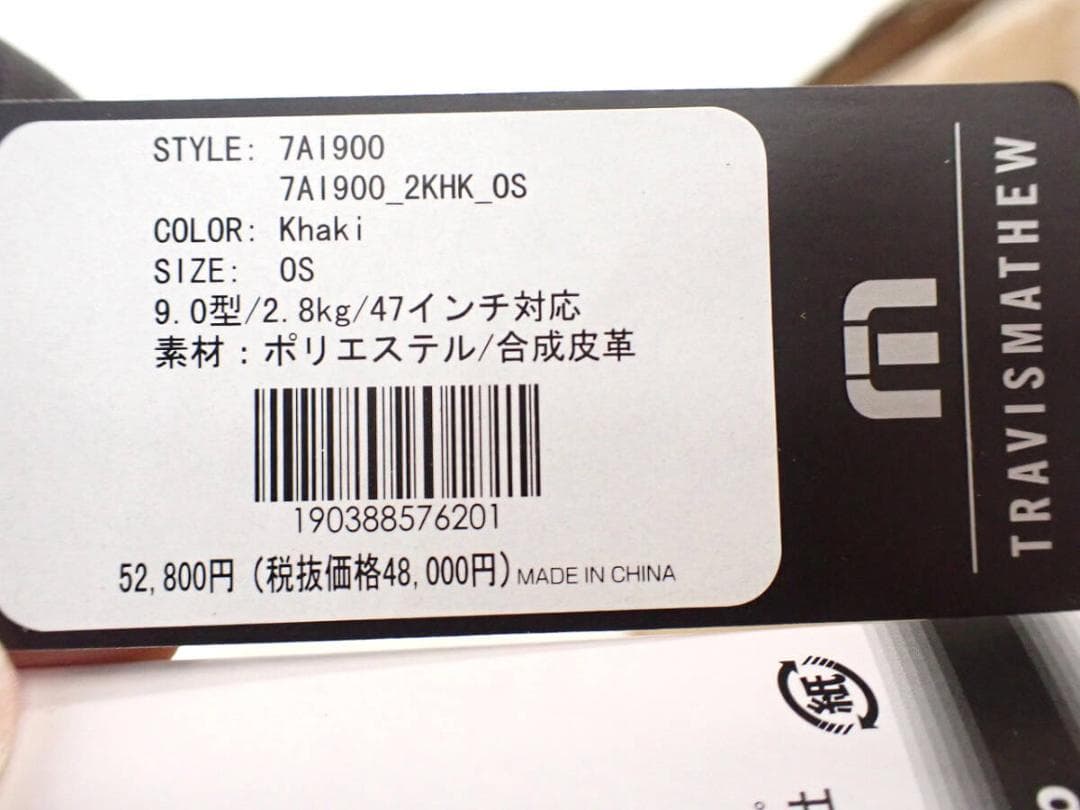 STYLE: 7AI900
7AI900_2KHK_OS
COLOR: Khaki
SIZE: OS
9.0型/2.8kg/47インチ対応
素材：ポリエステル/合成皮革
190388576201
52,800円 (税抜価格48,000円) MADE IN CHINA
TRAVISMATHEW
紙